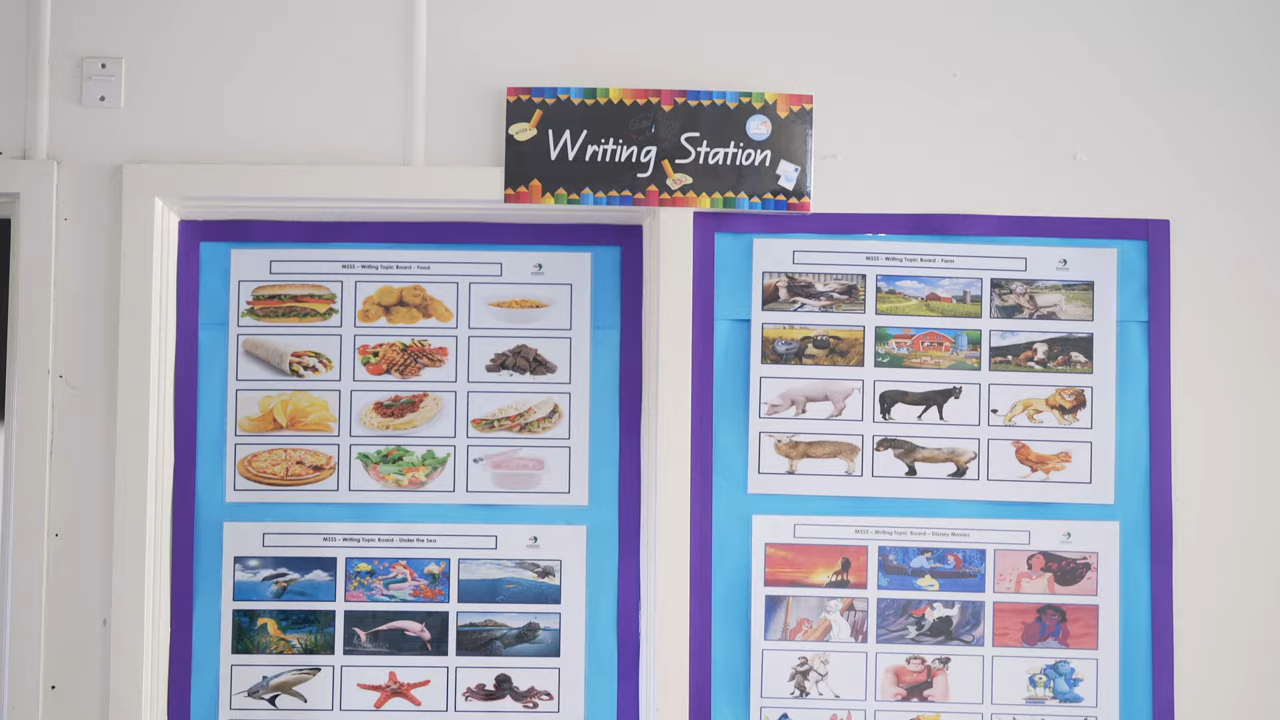 write
Writing Station
MSSS - Writing Topic Board - Food
MSSS - Writing Topic Board - Farm
MSSS - Writing Topic Board - Under the Sea
MSSS - Writing Topic Board - Disney Movies